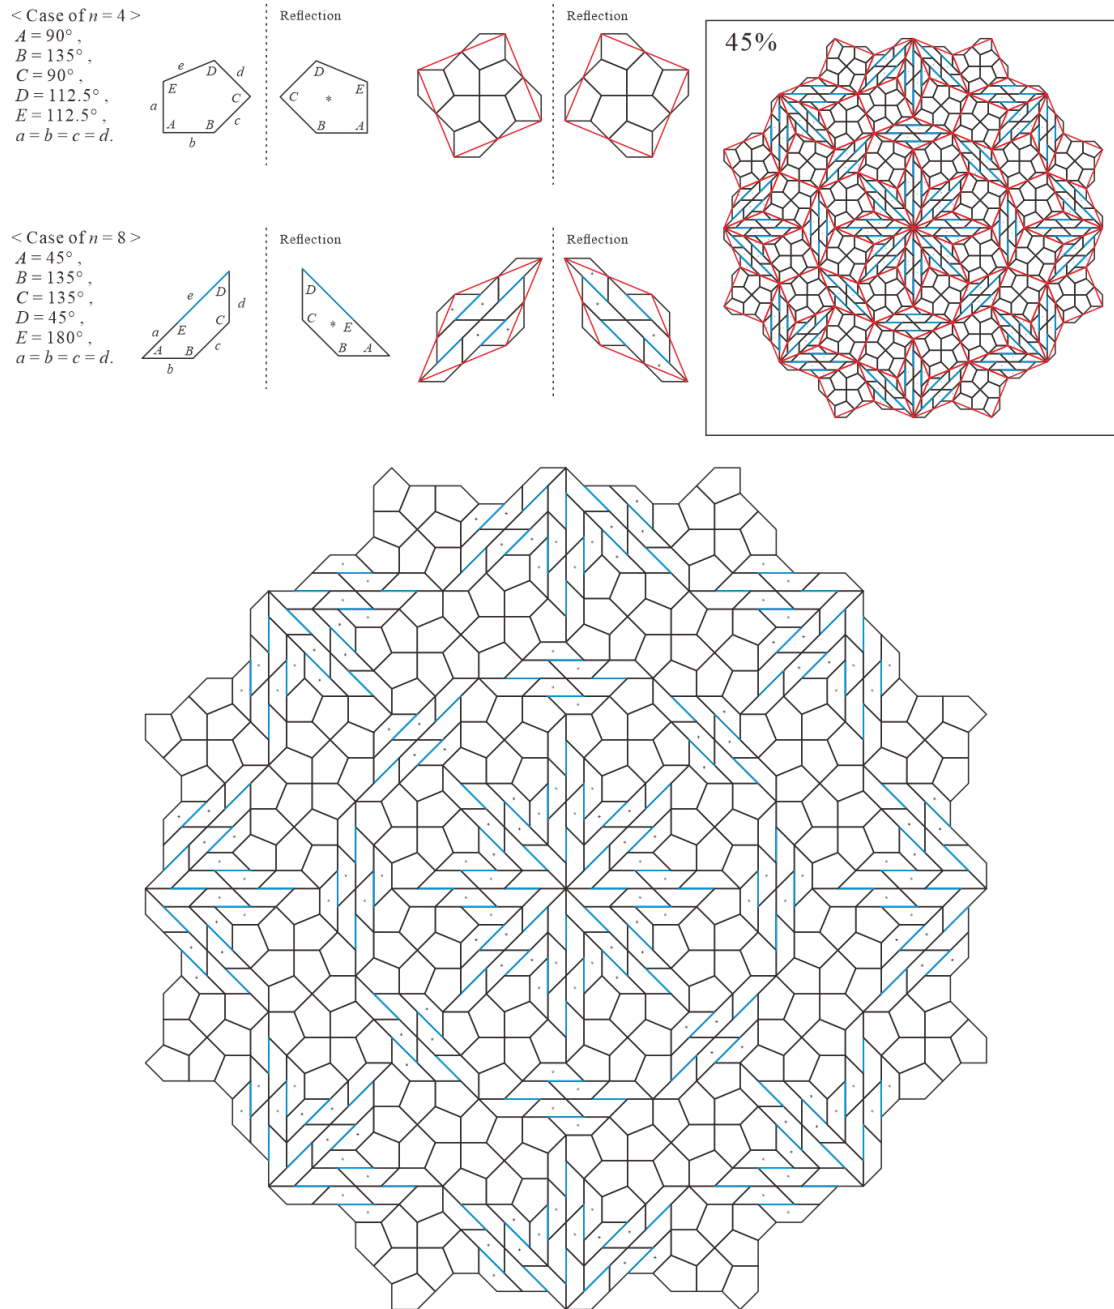 < Case of n = 4 >
A = 90° ,
B = 135° ,
C = 90° ,
D = 112.5° ,
E = 112.5° ,
a = b = c = d.
e
D
d
a
E
C
A
B
c
b
Reflection
D
C
*
E
B
A
Reflection
45%
< Case of n = 8 >
A = 45° ,
B = 135° ,
C = 135° ,
D = 45° ,
E = 180° ,
a = b = c = d.
e
D
d
a
E
C
A
B
c
b
Reflection
D
C
*
E
B
A
Reflection